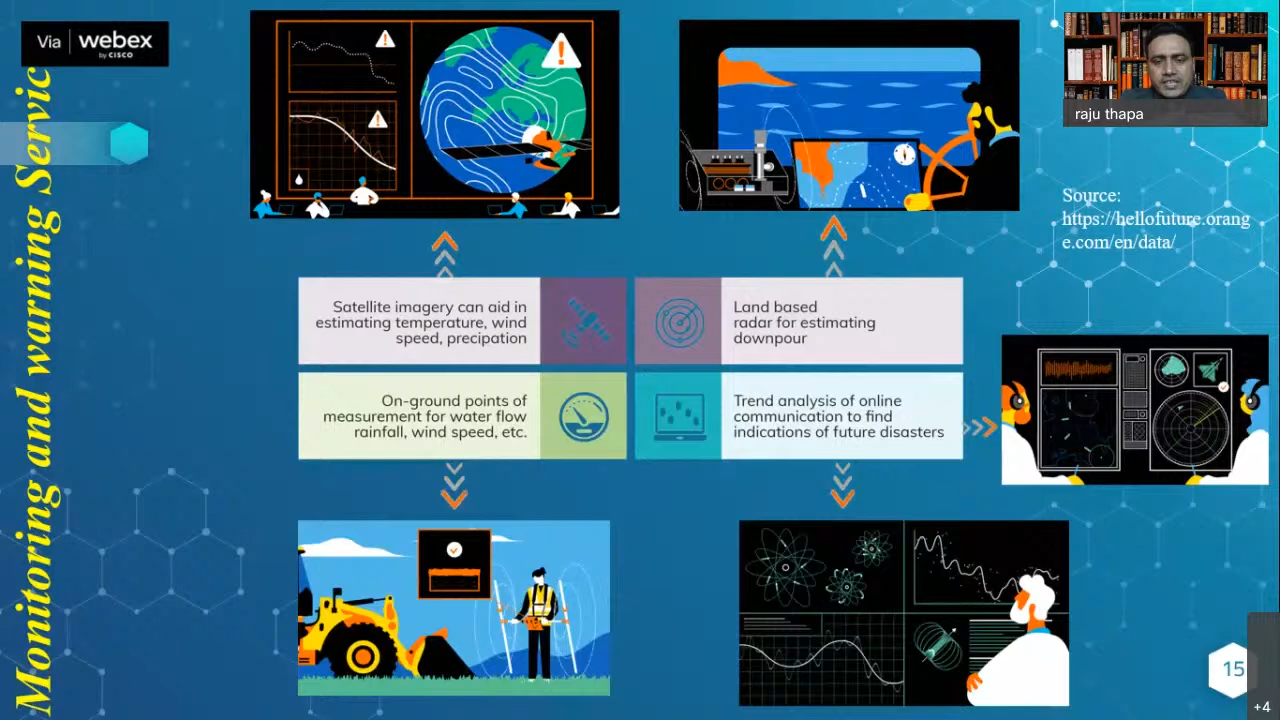 Via webex
by CISCO
Monitoring and warning Servic
raju thapa
Source:
https://hellofuture.orang
e.com/en/data/
Satellite imagery can aid in
estimating temperature, wind
speed, precipation
Land based
radar for estimating
downpour
On-ground points of
measurement for water flow
rainfall, wind speed, etc.
Trend analysis of online
communication to find
indications of future disasters
15
+4